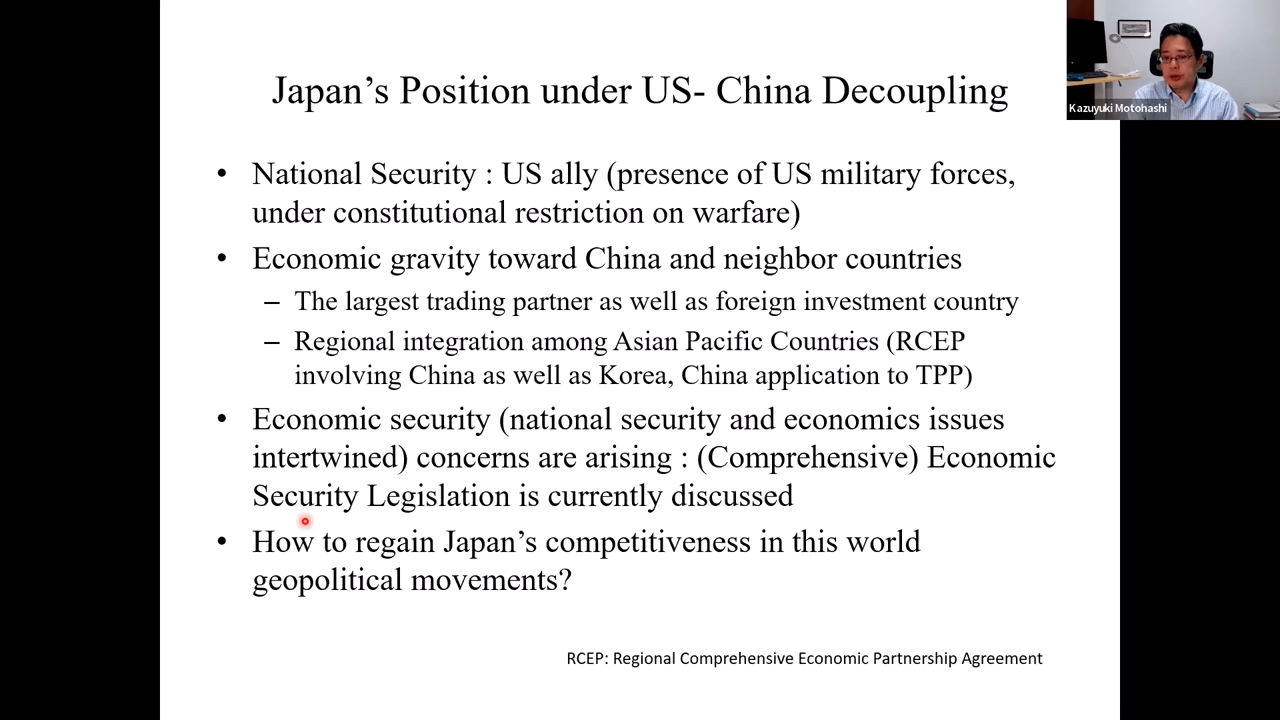 Japan's Position under US- China Decoupling
Kazuyuki Motohashi
• National Security : US ally (presence of US military forces,
under constitutional restriction on warfare)
• Economic gravity toward China and neighbor countries
– The largest trading partner as well as foreign investment country
– Regional integration among Asian Pacific Countries (RCEP
involving China as well as Korea, China application to TPP)
• Economic security (national security and economics issues
intertwined) concerns are arising : (Comprehensive) Economic
Security Legislation is currently discussed
• How to regain Japan's competitiveness in this world
geopolitical movements?
RCEP: Regional Comprehensive Economic Partnership Agreement